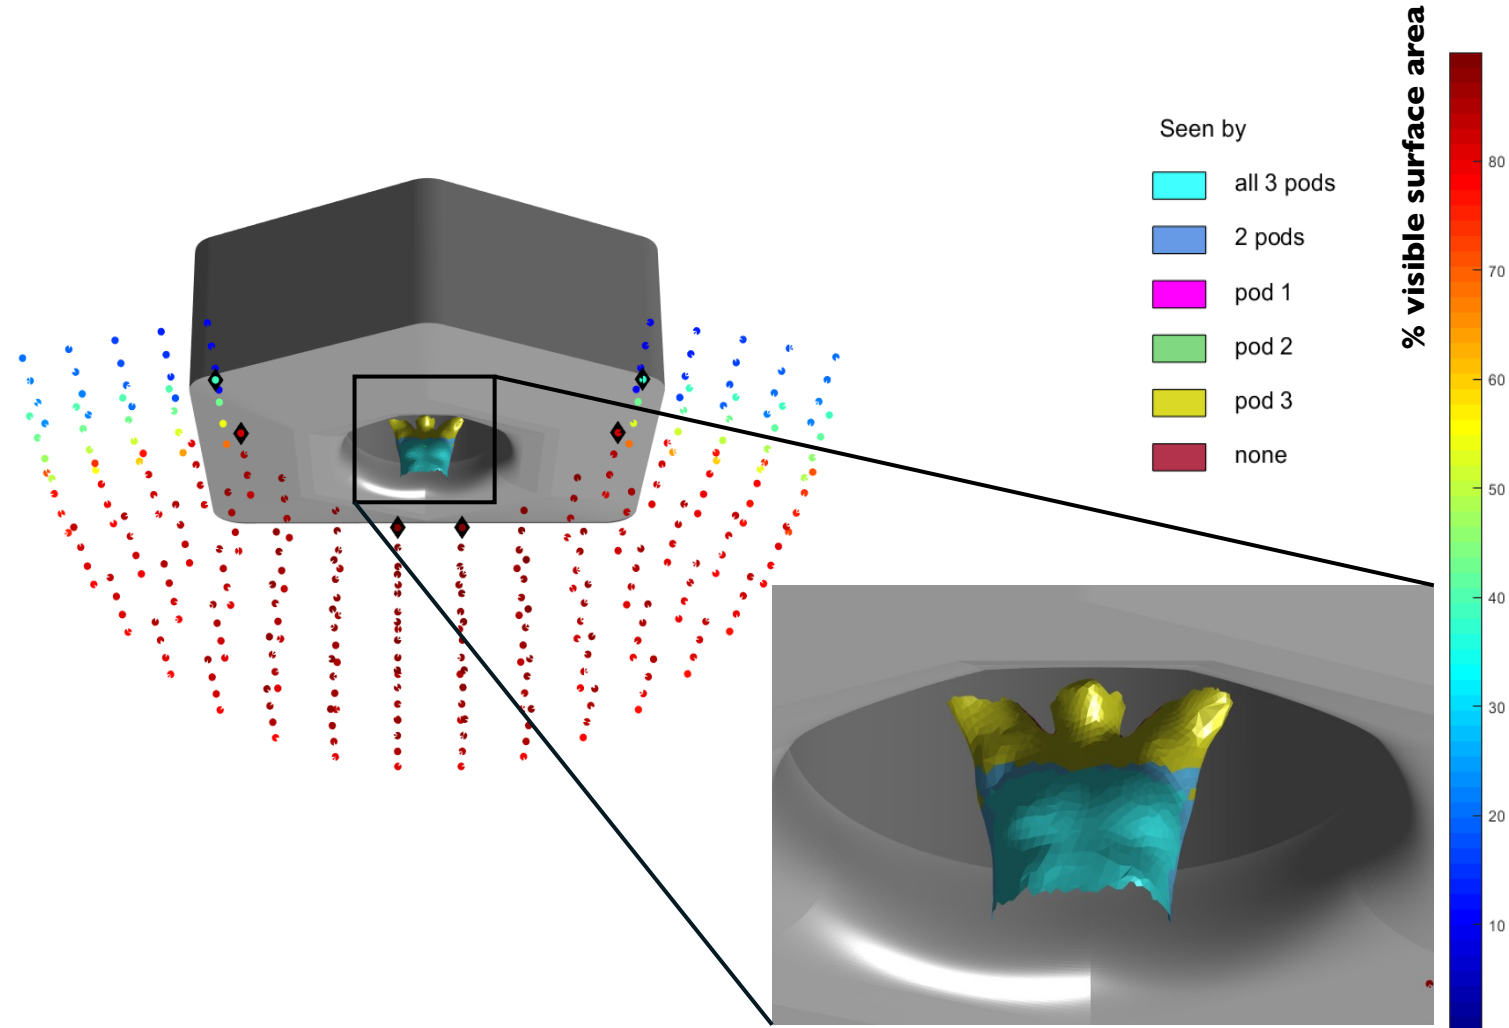 % visible surface area
Seen by
all 3 pods
2 pods
pod 1
pod 2
pod 3
none
80
70
60
50
40
30
20
10